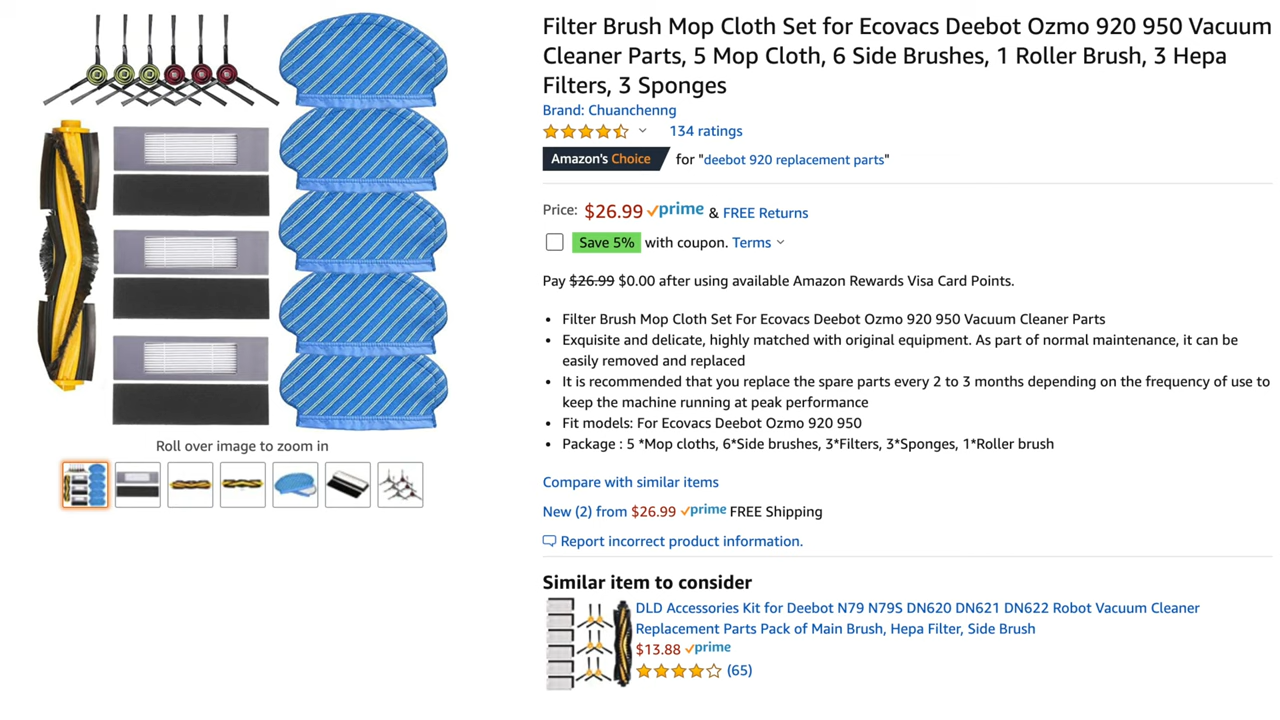 Filter Brush Mop Cloth Set for Ecovacs Deebot Ozmo 920 950 Vacuum
Cleaner Parts, 5 Mop Cloth, 6 Side Brushes, 1 Roller Brush, 3 Hepa
Filters, 3 Sponges
Brand: Chuanchenng
134 ratings
Amazon's Choice for "deebot 920 replacement parts"
Price: $26.99 prime & FREE Returns
Save 5% with coupon. Terms
Pay $26.99 $0.00 after using available Amazon Rewards Visa Card Points.
• Filter Brush Mop Cloth Set For Ecovacs Deebot Ozmo 920 950 Vacuum Cleaner Parts
• Exquisite and delicate, highly matched with original equipment. As part of normal maintenance, it can be
easily removed and replaced
• It is recommended that you replace the spare parts every 2 to 3 months depending on the frequency of use to
keep the machine running at peak performance
• Fit models: For Ecovacs Deebot Ozmo 920 950
• Package : 5 *Mop cloths, 6*Side brushes, 3*Filters, 3*Sponges, 1*Roller brush
Roll over image to zoom in
Compare with similar items
New (2) from $26.99 prime FREE Shipping
Report incorrect product information.
Similar item to consider
DLD Accessories Kit for Deebot N79 N79S DN620 DN621 DN622 Robot Vacuum Cleaner
Replacement Parts Pack of Main Brush, Hepa Filter, Side Brush
$13.88 prime
(65)